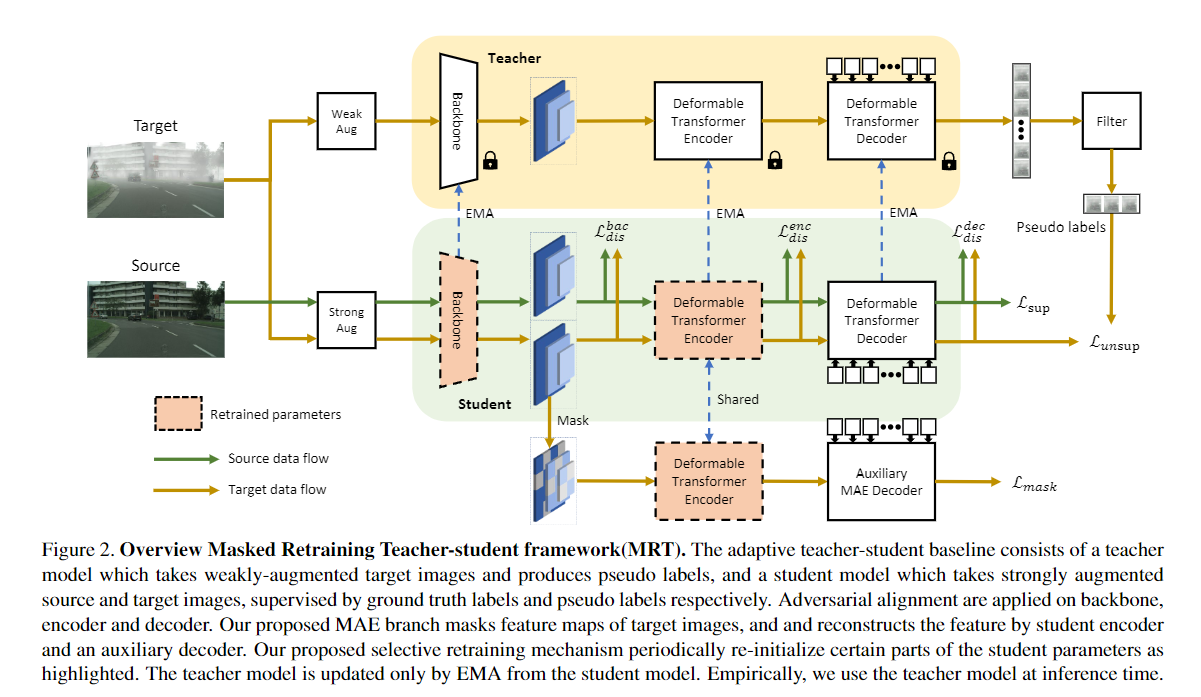 Teacher
Target
Weak
Aug
Backbone
Deformable
Transformer
Encoder
Deformable
Transformer
Decoder
Filter
EMA
EMA
EMA
Pseudo labels
Source
Strong
Aug
Backbone
ℒ_{dis}^{bac}
Deformable
Transformer
Encoder
ℒ_{dis}^{enc}
Deformable
Transformer
Decoder
ℒ_{dis}^{dec}
ℒ_{sup}
ℒ_{unsup}
Student
Mask
Shared
Retrained parameters
Source data flow
Target data flow
Deformable
Transformer
Encoder
Auxiliary
MAE Decoder
ℒ_{mask}
Figure 2. Overview Masked Retraining Teacher-student framework(MRT). The adaptive teacher-student baseline consists of a teacher
model which takes weakly-augmented target images and produces pseudo labels, and a student model which takes strongly augmented
source and target images, supervised by ground truth labels and pseudo labels respectively. Adversarial alignment are applied on backbone,
encoder and decoder. Our proposed MAE branch masks feature maps of target images, and and reconstructs the feature by student encoder
and an auxiliary decoder. Our proposed selective retraining mechanism periodically re-initialize certain parts of the student parameters as
highlighted. The teacher model is updated only by EMA from the student model. Empirically, we use the teacher model at inference time.